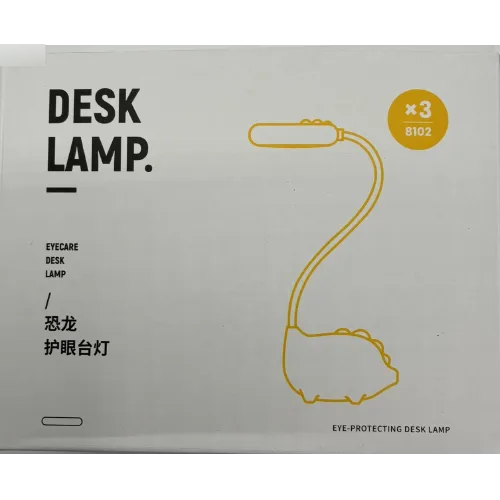 DESK
LAMP.
×3
8102
EYECARE
DESK
LAMP
/
恐龙
护眼台灯
EYE-PROTECTING DESK LAMP